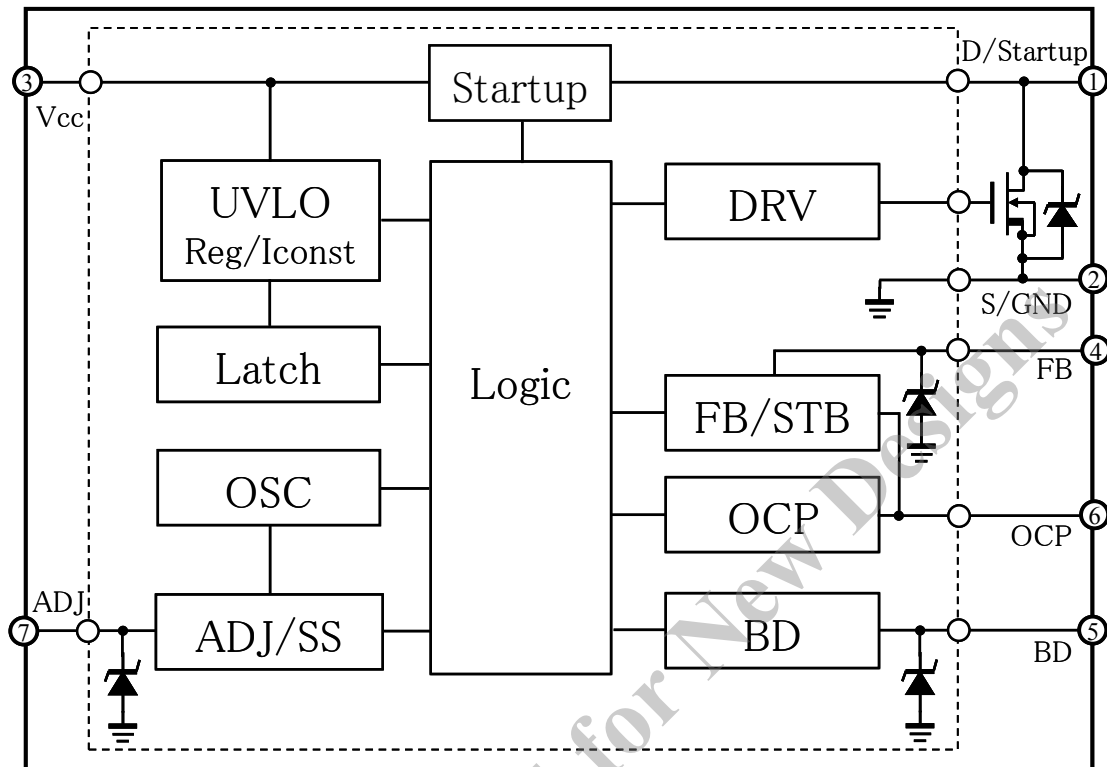 D/Startup
3
Startup
1
Vcc
UVLO
Reg/Iconst
DRV
2
S/GND
Latch
Logic
4
FB
FB/STB
OSC
OCP
6
OCP
ADJ
7
ADJ/SS
BD
5
BD
for New Designs